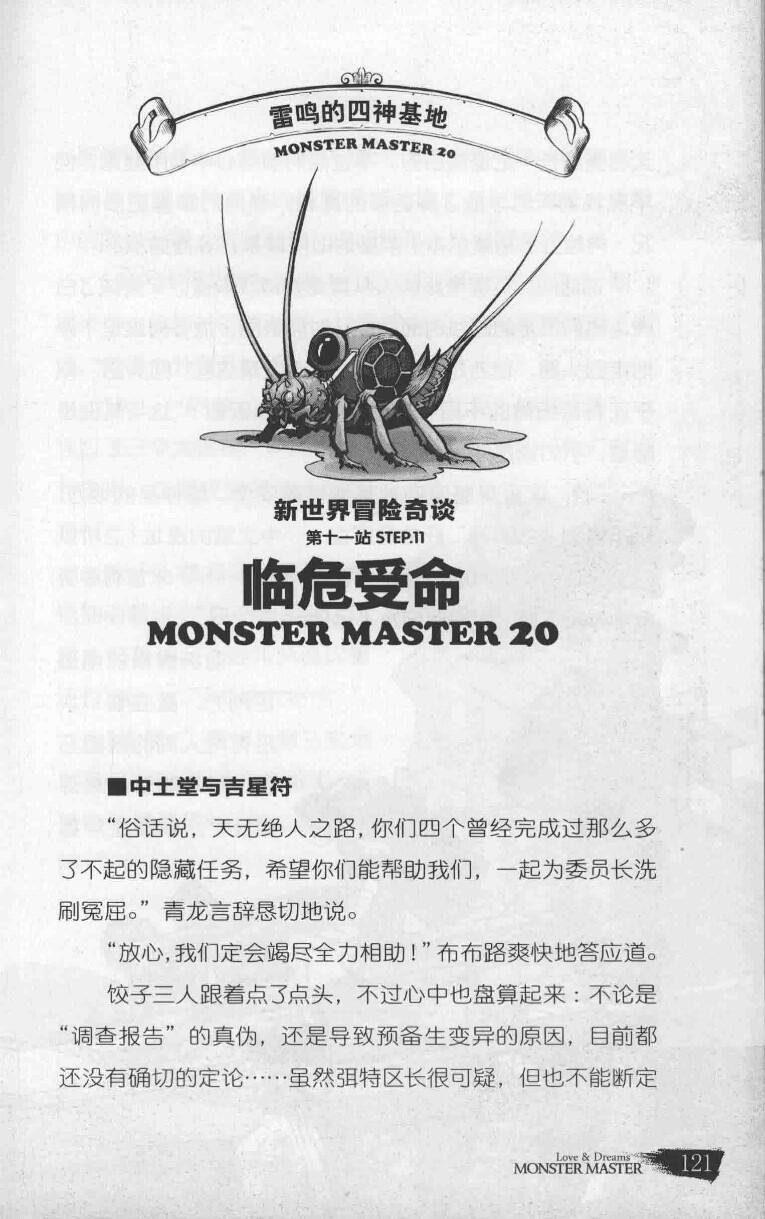 雷鸣的四神基地
MONSTER MASTER 20
新世界冒险奇谈
第十一站 STEP.11
临危受命
MONSTER MASTER 20
■中土堂与吉星符
“俗话说，天无绝人之路，你们四个曾经完成过那么多
了不起的隐藏任务，希望你们能帮助我们，一起为委员长洗
刷冤屈。”青龙言辞恳切地说。
“放心，我们定会竭尽全力相助！”布布路爽快地答应道。
饺子三人跟着点了点头，不过心中也盘算起来：不论是
“调查报告”的真伪，还是导致预备生变异的原因，目前都
还没有确切的定论……虽然弭特区长很可疑，但也不能断定
Love & Dreams
MONSTER MASTER 121